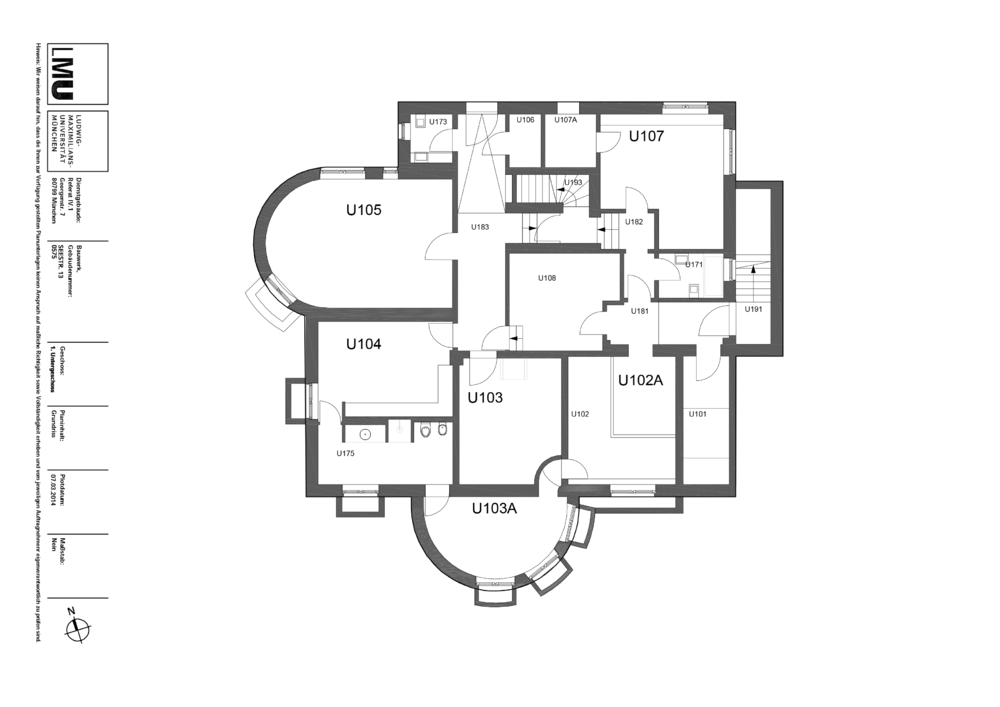 LMU
LUDWIG-
MAXIMILIANS-
UNIVERSITÄT
MÜNCHEN
Dienstgebäude:
Referat IV.1
Georgenstr. 7
80799 München
Bauwerk,
Gebäudenummer:
SEESTR. 13
0575
Geschoss:
1. Untergeschoss
Planinhalt:
Grundriss
Plotdatum:
07.03.2014
Maßstab:
Nein
Hinweis: Wir weisen darauf hin, dass die Ihnen zur Verfügung gestellten Planunterlagen keinen Anspruch auf maßliche Richtigkeit sowie Vollständigkeit erheben und vom jeweiligen Auftragnehmer eigenverantwortlich zu prüfen sind.
N
U173
U106
U107A
U107
U193
U105
U183
U182
U171
U108
U181
U191
U104
U102A
U103
U102
U101
U175
U103A